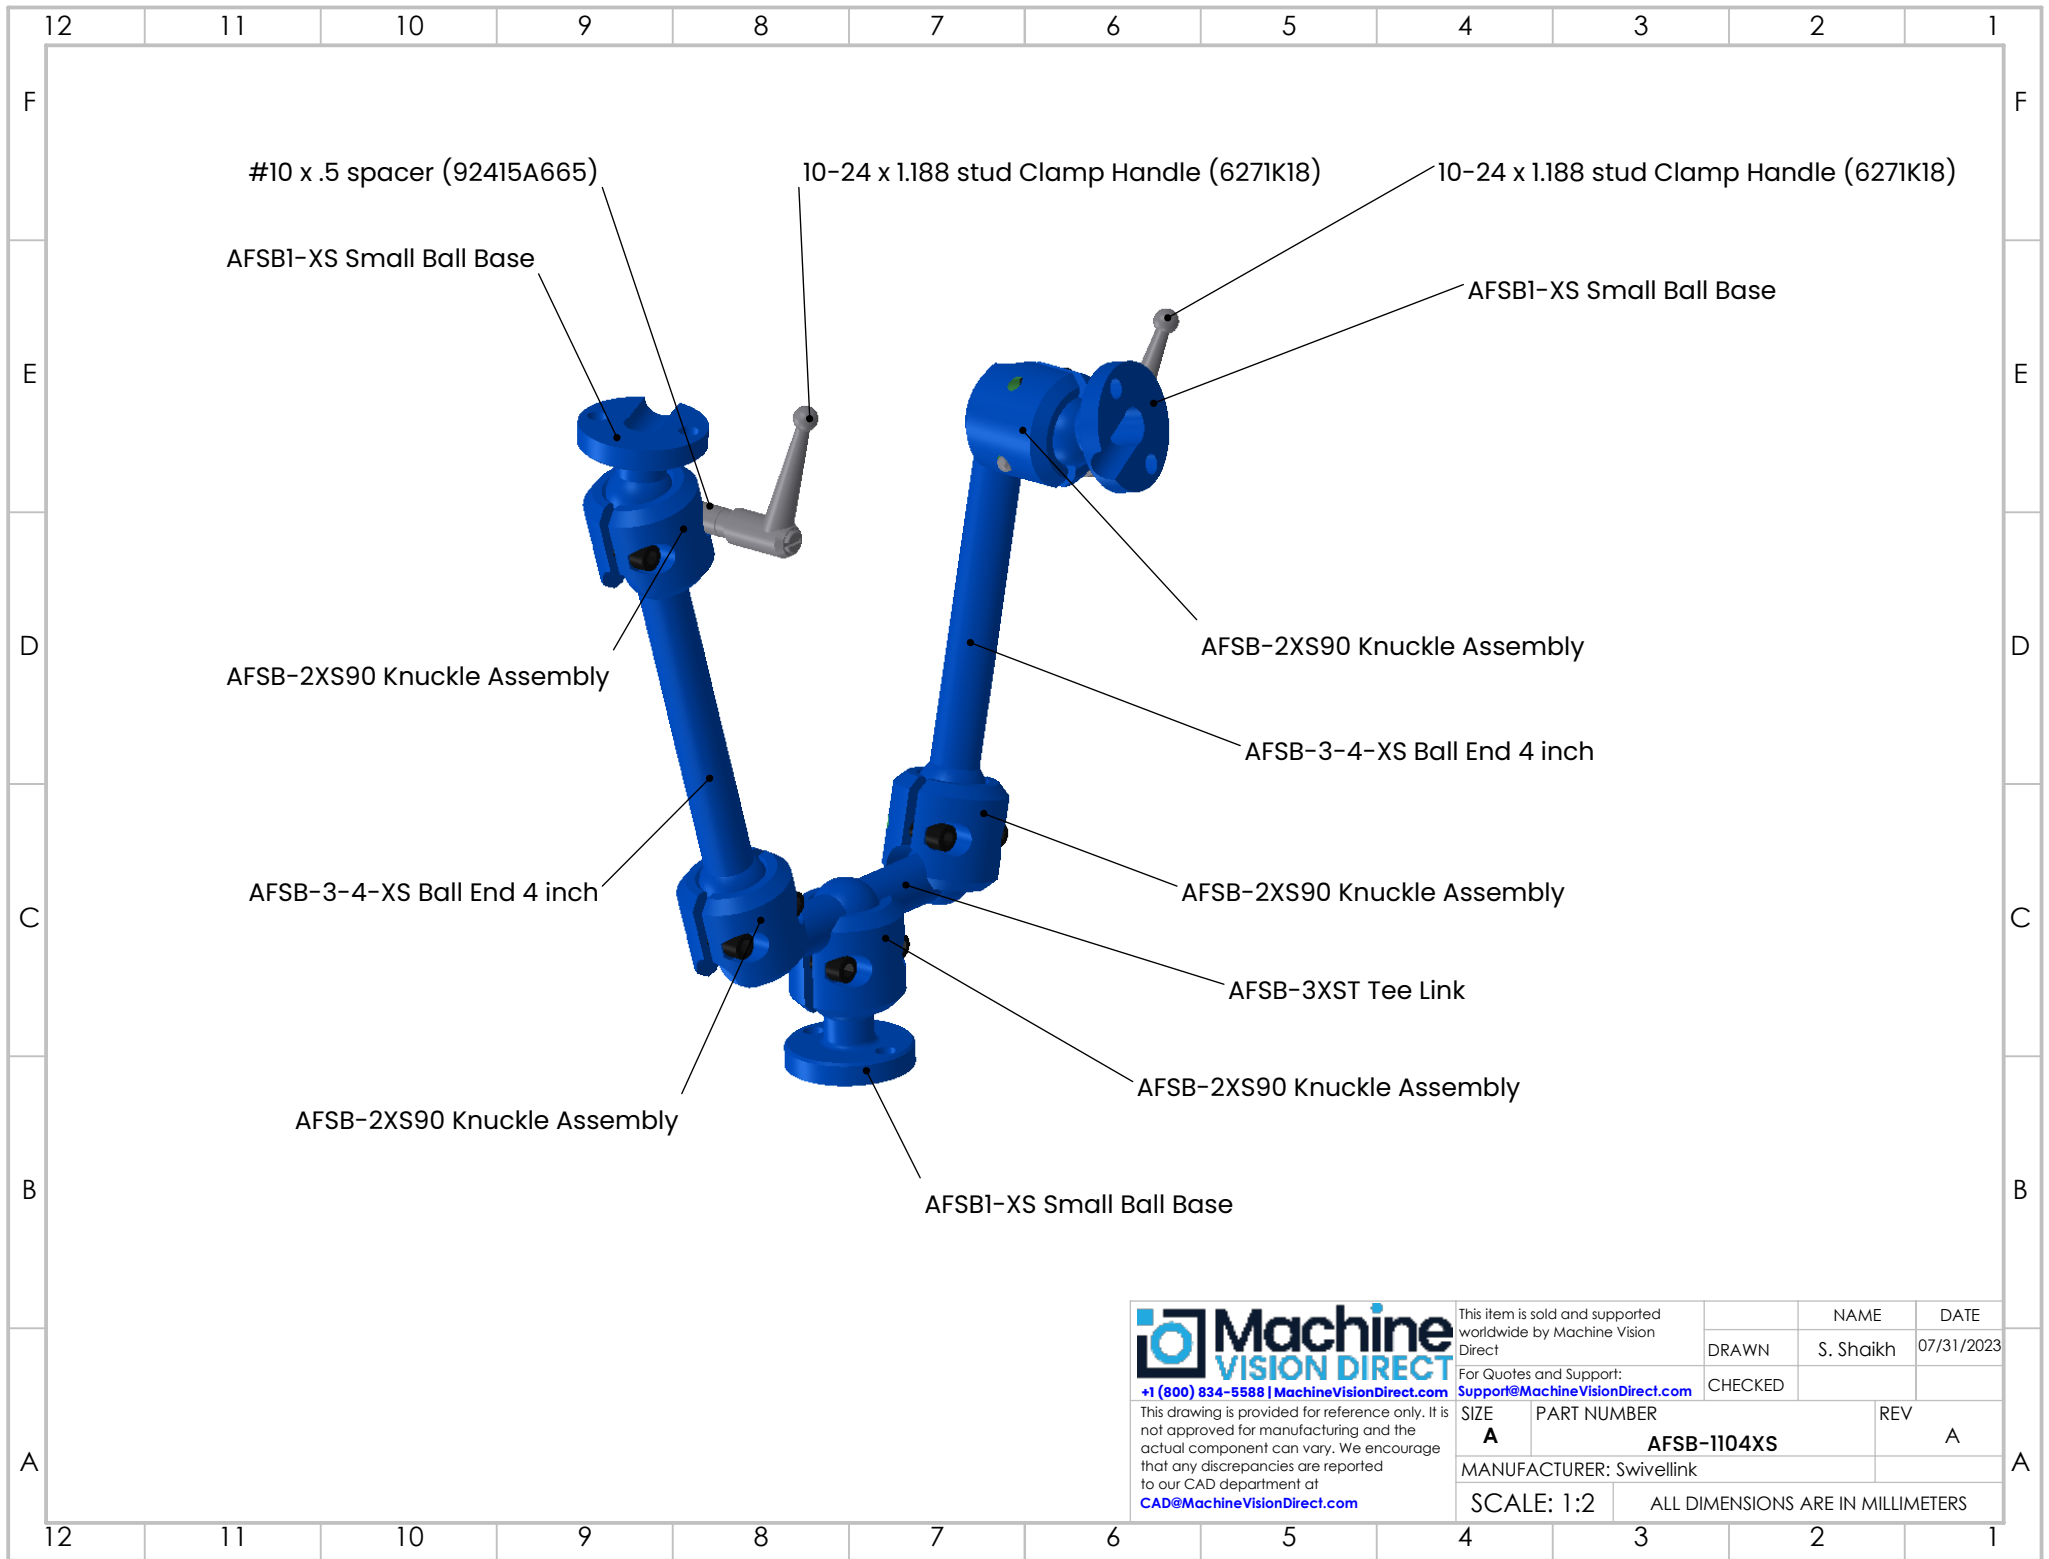 12 11 10 9 8 7 6 5 4 3 2 1
F F
#10 x .5 spacer (92415A665) 10-24 x 1.188 stud Clamp Handle (6271K18) 10-24 x 1.188 stud Clamp Handle (6271K18)
AFSB1-XS Small Ball Base
AFSB1-XS Small Ball Base
E E
D D
AFSB-2XS90 Knuckle Assembly
AFSB-2XS90 Knuckle Assembly
AFSB-3-4-XS Ball End 4 inch
AFSB-3-4-XS Ball End 4 inch
AFSB-2XS90 Knuckle Assembly
C C
AFSB-3XST Tee Link
AFSB-2XS90 Knuckle Assembly
AFSB-2XS90 Knuckle Assembly
B B
AFSB1-XS Small Ball Base
Machine
VISION DIRECT
+1 (800) 834-5588 | MachineVisionDirect.com
This item is sold and supported
worldwide by Machine Vision
Direct
For Quotes and Support:
Support@MachineVisionDirect.com
NAME DATE
DRAWN S. Shaikh 07/31/2023
CHECKED
This drawing is provided for reference only. It is
not approved for manufacturing and the
actual component can vary. We encourage
that any discrepancies are reported
to our CAD department at
CAD@MachineVisionDirect.com
SIZE PART NUMBER REV
A AFSB-1104XS A
MANUFACTURER: Swivellink
SCALE: 1:2 ALL DIMENSIONS ARE IN MILLIMETERS
A A
12 11 10 9 8 7 6 5 4 3 2 1